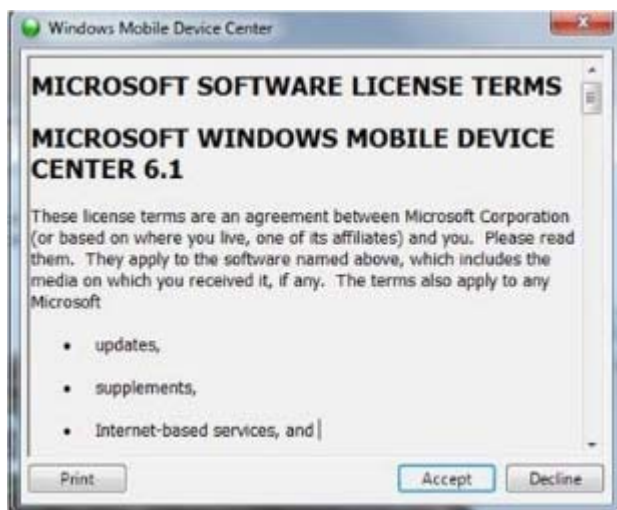 Windows Mobile Device Center
MICROSOFT SOFTWARE LICENSE TERMS
MICROSOFT WINDOWS MOBILE DEVICE
CENTER 6.1
These license terms are an agreement between Microsoft Corporation
(or based on where you live, one of its affiliates) and you. Please read
them. They apply to the software named above, which includes the
media on which you received it, if any. The terms also apply to any
Microsoft
• updates,
• supplements,
• Internet-based services, and
Print
Accept
Decline